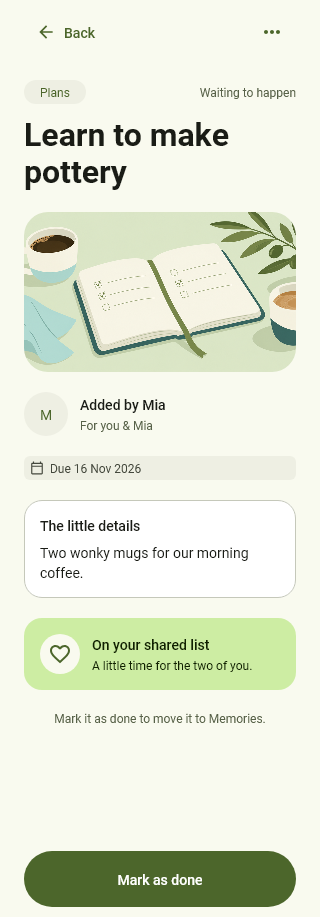 Back
Plans
Waiting to happen
Learn to make
pottery
M
Added by Mia
For you & Mia
Due 16 Nov 2026
The little details
Two wonky mugs for our morning
coffee.
On your shared list
A little time for the two of you.
Mark it as done to move it to Memories.
Mark as done